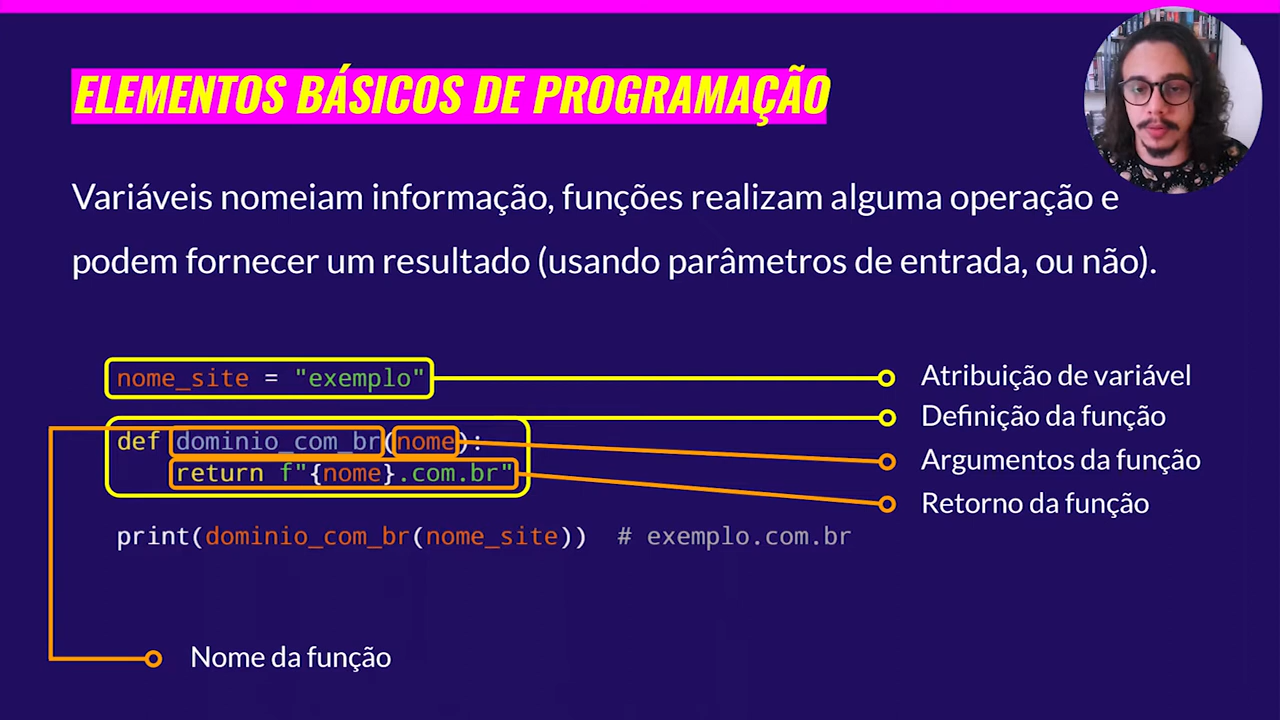 ELEMENTOS BÁSICOS DE PROGRAMAÇÃO
Variáveis nomeiam informação, funções realizam alguma operação e
podem fornecer um resultado (usando parâmetros de entrada, ou não).
nome_site = "exemplo"
Atribuição de variável
Definição da função
def dominio_com_br(nome):
Argumentos da função
return f"{nome}.com.br"
Retorno da função
print(dominio_com_br(nome_site)) # exemplo.com.br
Nome da função